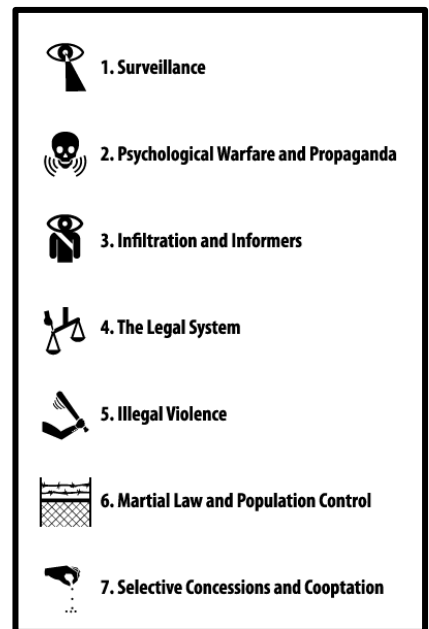 1. Surveillance
2. Psychological Warfare and Propaganda
3. Infiltration and Informers
4. The Legal System
5. Illegal Violence
6. Martial Law and Population Control
7. Selective Concessions and Cooptation